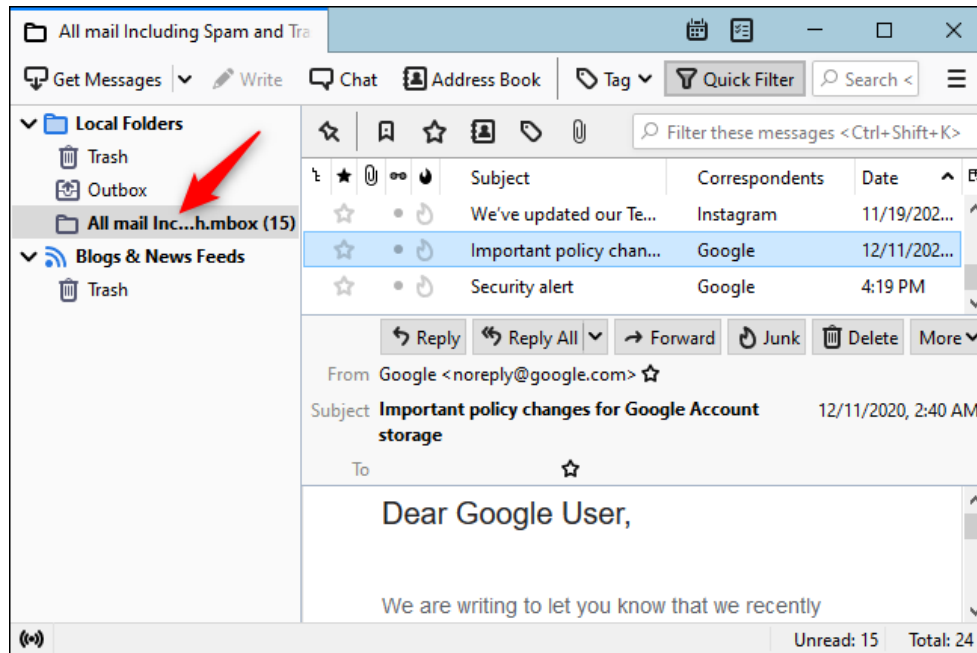 All mail Including Spam and Tra
Get Messages Write Chat Address Book Tag Quick Filter Search <
Local Folders
Trash
Outbox
All mail Inc...h.mbox (15)
Blogs & News Feeds
Trash
Filter these messages <Ctrl+Shift+K>
Subject Correspondents Date
We've updated our Te... Instagram 11/19/202...
Important policy chan... Google 12/11/202...
Security alert Google 4:19 PM
Reply Reply All Forward Junk Delete More
From Google <noreply@google.com>
Subject Important policy changes for Google Account 12/11/2020, 2:40 AM
storage
To
Dear Google User,
We are writing to let you know that we recently
Unread: 15 Total: 24